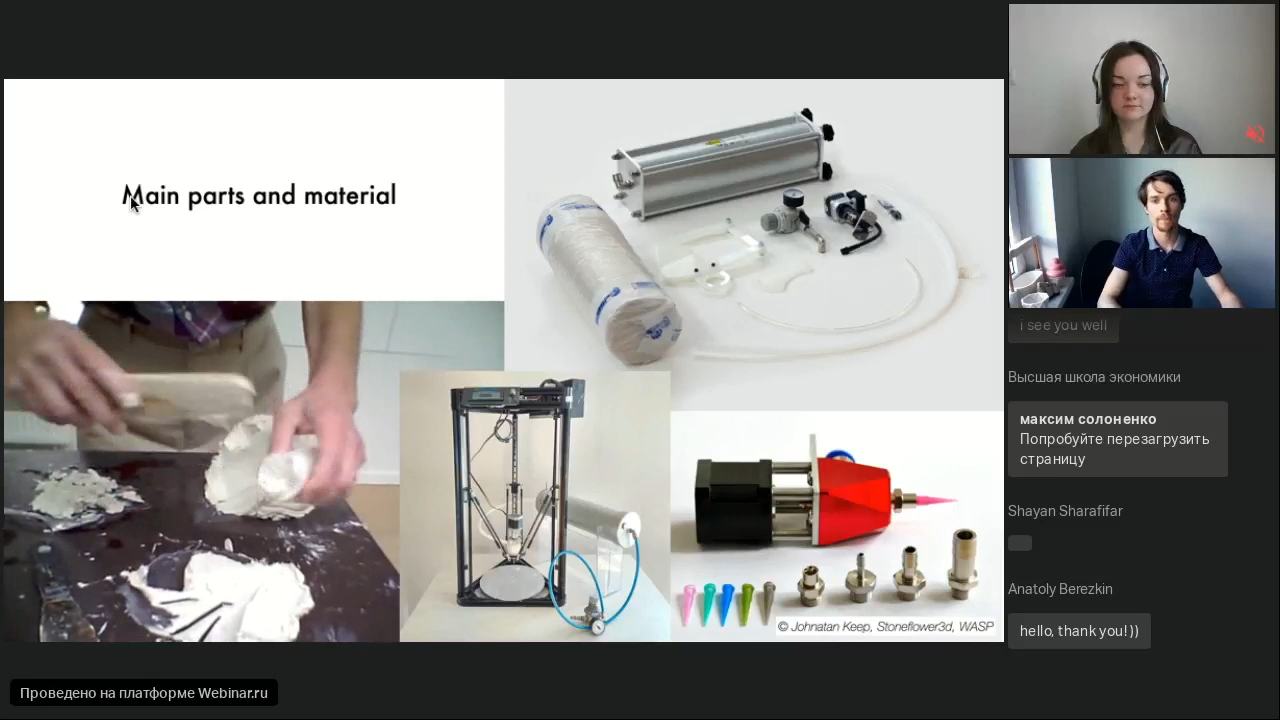 Main parts and material
© Johnatan Keep, Stoneflower3d, WASP
i see you well
Высшая школа экономики
максим солоненко
Попробуйте перезагрузить
страницу
Shayan Sharafifar
Anatoly Berezkin
hello, thank you!))
Проведено на платформе Webinar.ru